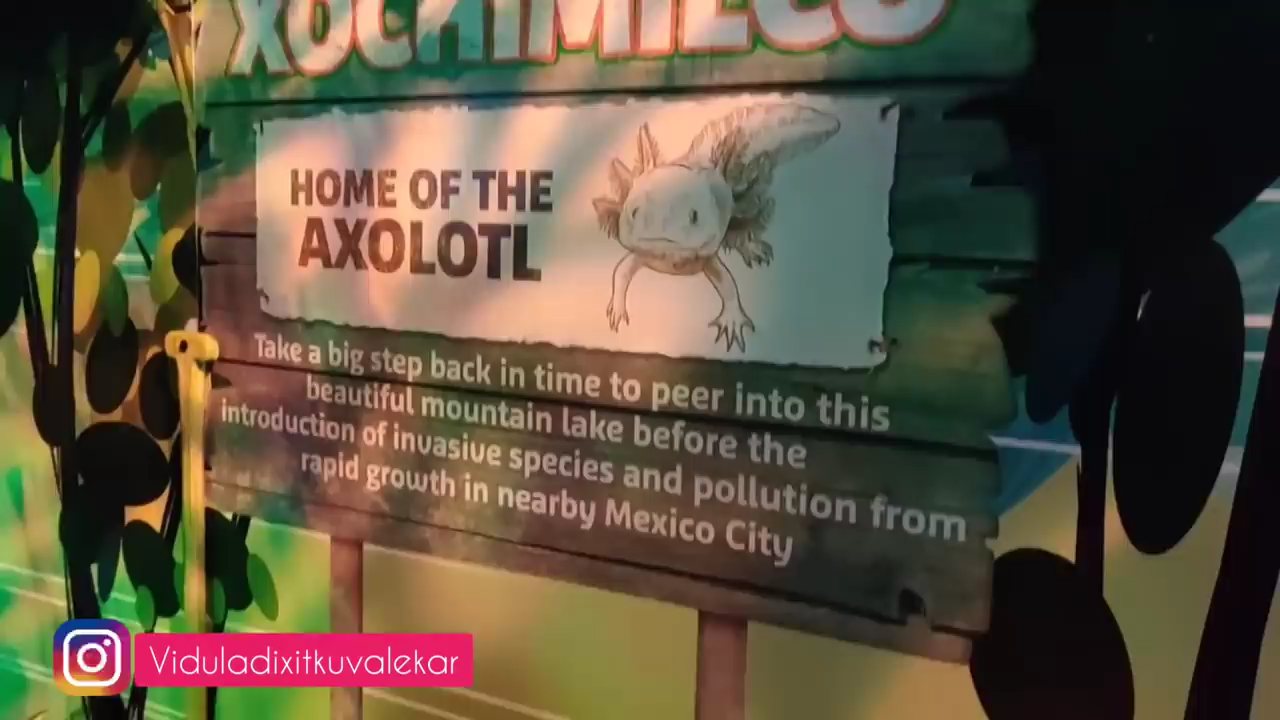 XOCHIMILCO
HOME OF THE
AXOLOTL
Take a big step back in time to peer into this
beautiful mountain lake before the
introduction of invasive species and pollution from
rapid growth in nearby Mexico City
Viduladixitkuvalekar